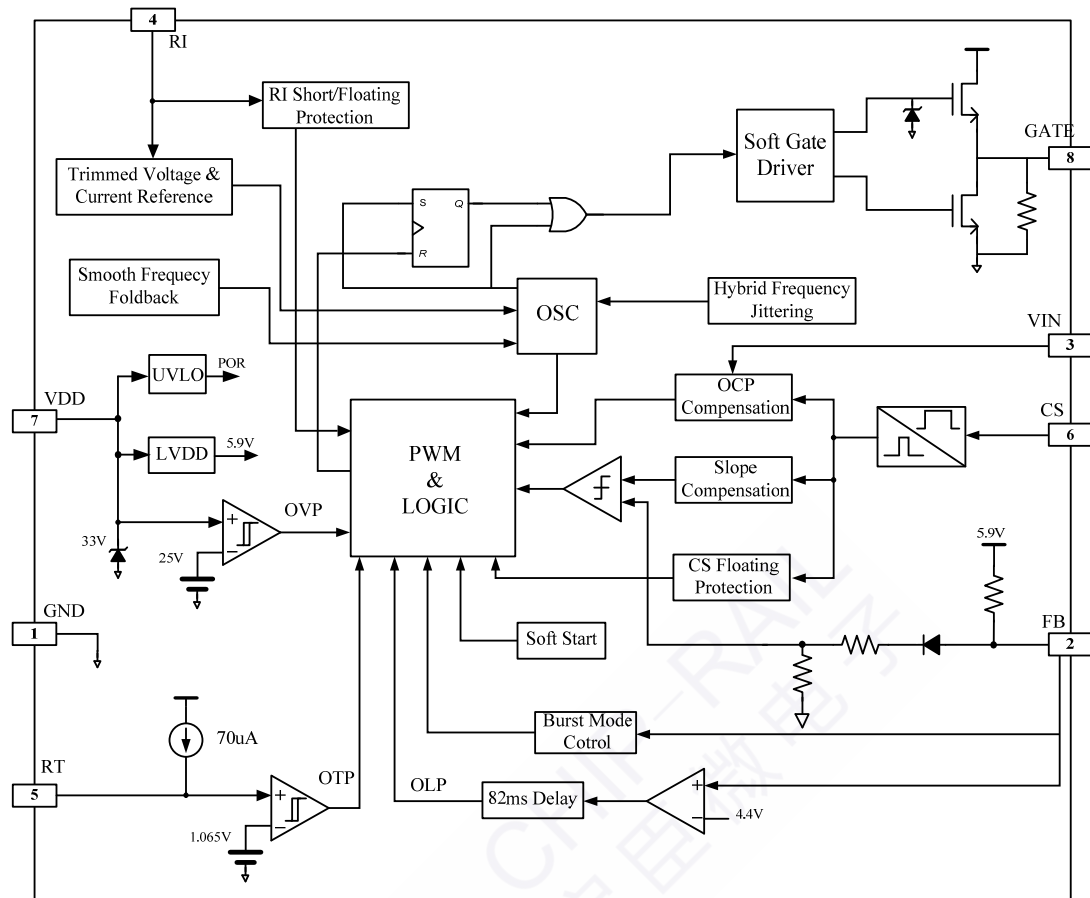 4
RI
RI Short/Floating
Protection
Trimmed Voltage &
Current Reference
Soft Gate
Driver
GATE
8
S
Q
R
Smooth Frequecy
Foldback
OSC
Hybrid Frequency
Jittering
VIN
3
UVLO
POR
OCP
Compensation
VDD
7
CS
6
LVDD
5.9V
PWM
&
LOGIC
Slope
Compensation
OVP
+
−
33V
25V
5.9V
CS Floating
Protection
GND
1
Soft Start
FB
2
70uA
Burst Mode
Cotrol
RT
5
OTP
OLP
82ms Delay
+
−
4.4V
+
−
1.065V
CHIP-RAIL